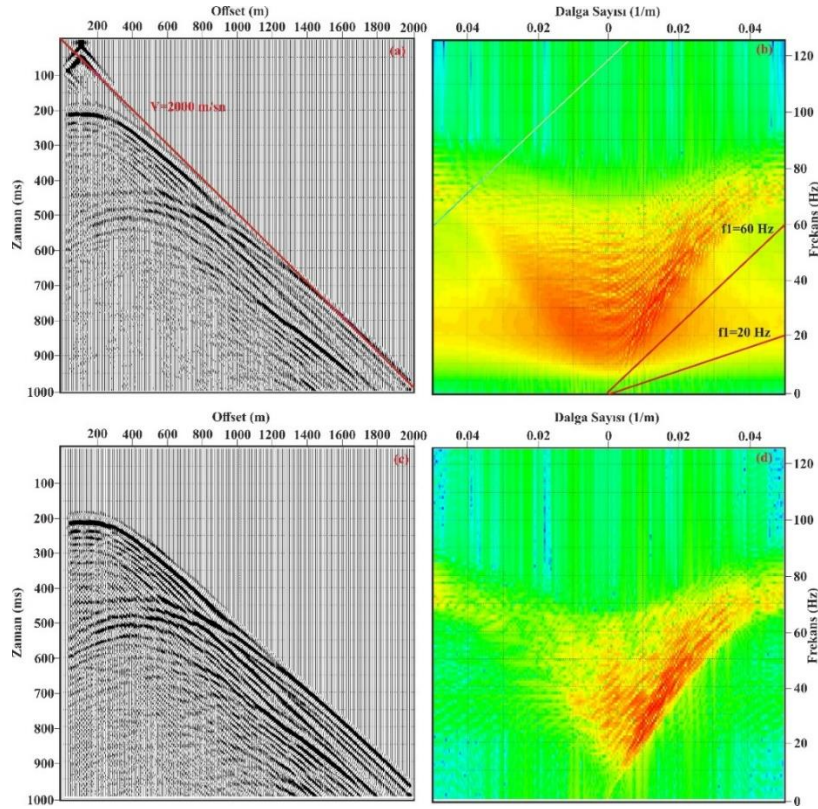 Offset (m)
200 400 600 800 1000 1200 1400 1600 1800 2000
Zaman (ms)
100
200
300
400
500
600
700
800
900
1000
(a)
V=2000 m/sn
Dalga Sayısı (1/m)
0.04 0.02 0 0.02 0.04
(b)
120
100
80
60
40
20
0
Frekans (Hz)
f1=60 Hz
f1=20 Hz
Offset (m)
200 400 600 800 1000 1200 1400 1600 1800 2000
Zaman (ms)
100
200
300
400
500
600
700
800
900
1000
(c)
Dalga Sayısı (1/m)
0.04 0.02 0 0.02 0.04
(d)
120
100
80
60
40
20
0
Frekans (Hz)